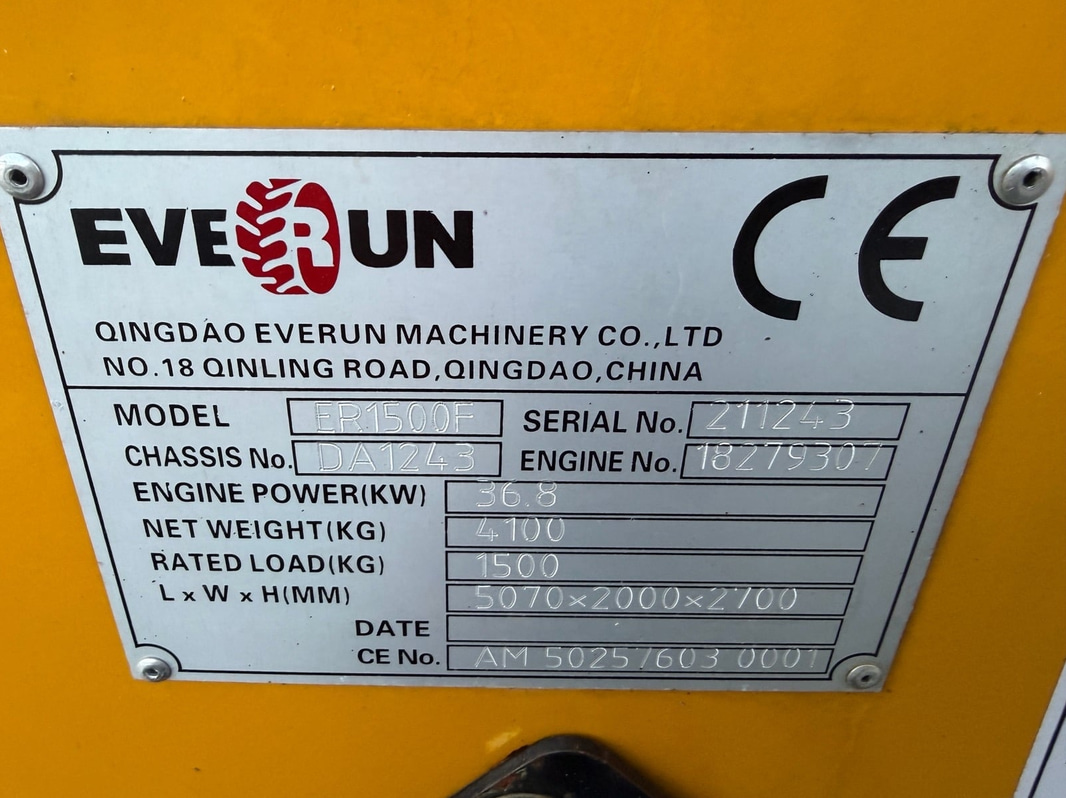 EVERUN CE
QINGDAO EVERUN MACHINERY CO.,LTD
NO.18 QINLING ROAD,QINGDAO,CHINA
MODEL ER1500F SERIAL No. 211243
CHASSIS No. DA1243 ENGINE No. 18279307
ENGINE POWER(KW) 36.8
NET WEIGHT(KG) 4100
RATED LOAD(KG) 1500
L x W x H(MM) 5070×2000×2700
DATE
CE No. AM 50257603 0001